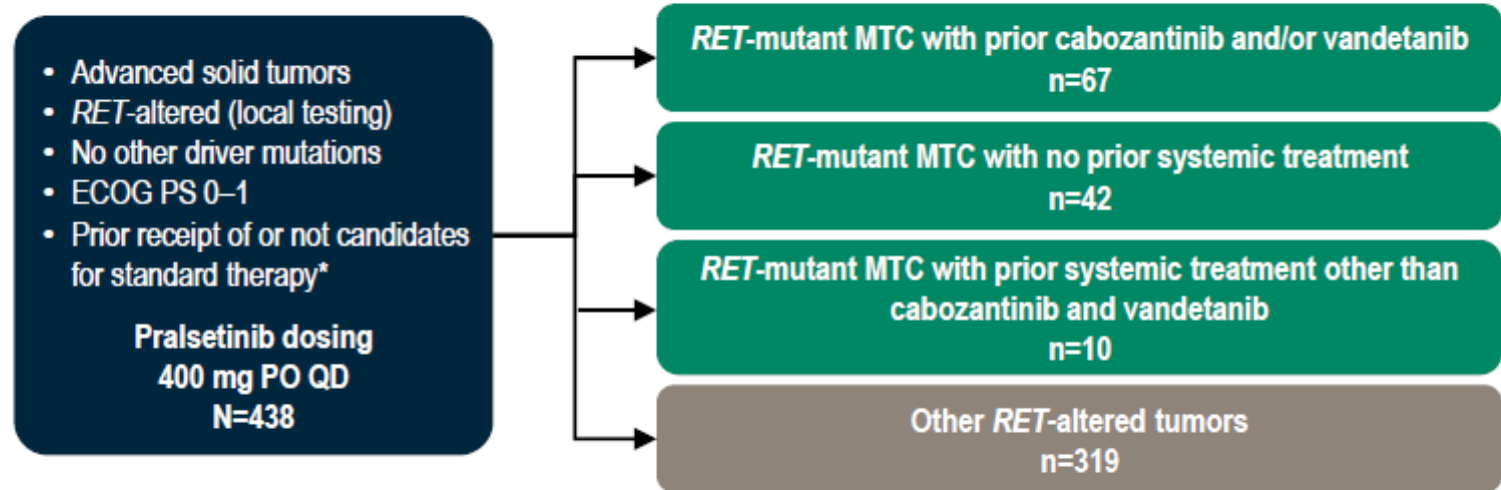 • Advanced solid tumors
• RET-altered (local testing)
• No other driver mutations
• ECOG PS 0–1
• Prior receipt of or not candidates
for standard therapy*
Pralsetinib dosing
400 mg PO QD
N=438
RET-mutant MTC with prior cabozantinib and/or vandetanib
n=67
RET-mutant MTC with no prior systemic treatment
n=42
RET-mutant MTC with prior systemic treatment other than
cabozantinib and vandetanib
n=10
Other RET-altered tumors
n=319